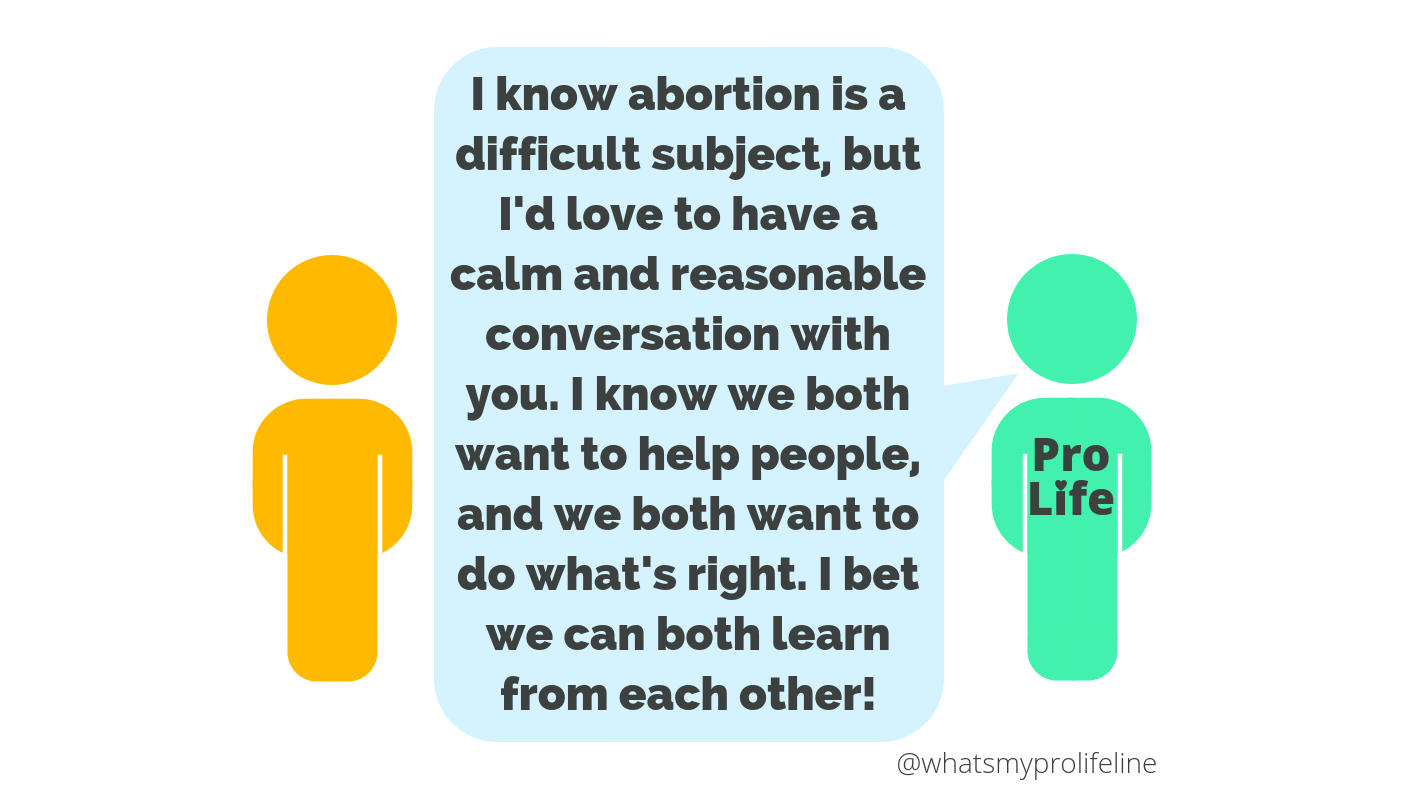 I know abortion is a
difficult subject, but
I'd love to have a
calm and reasonable
conversation with
you. I know we both
want to help people,
and we both want to
do what's right. I bet
we can both learn
from each other!
Pro
Life
@whatsmyprolifeline